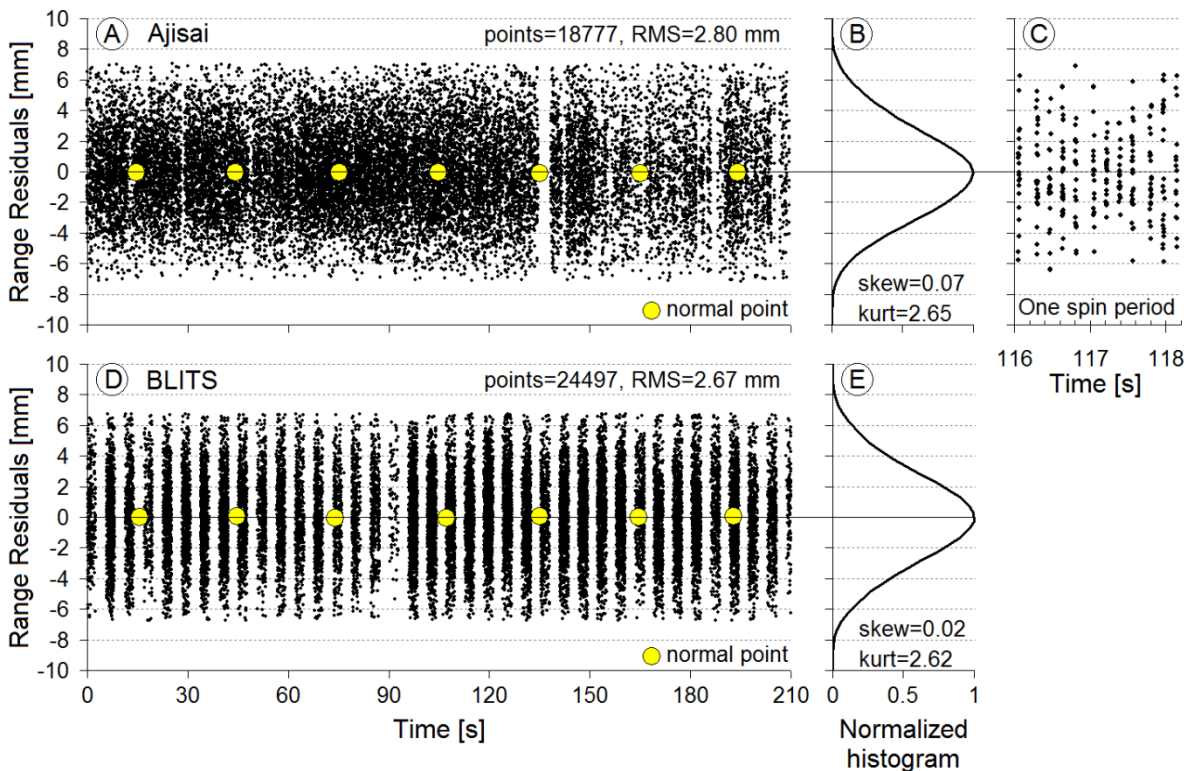 A Ajisai
points=18777, RMS=2.80 mm
B
C
Range Residuals [mm]
10
8
6
4
2
0
-2
-4
-6
-8
-10
normal point
skew=0.07
kurt=2.65
One spin period
116 117 118
Time [s]
D BLITS
points=24497, RMS=2.67 mm
E
Range Residuals [mm]
10
8
6
4
2
0
-2
-4
-6
-8
-10
normal point
skew=0.02
kurt=2.62
0 30 60 90 120 150 180 210
Time [s]
0 0.5 1
Normalized
histogram